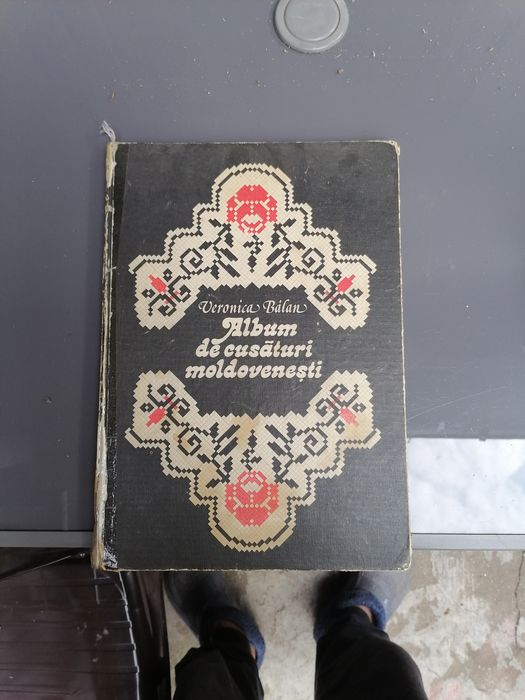 Veronica Bălan
Album
de cusături
moldovenești